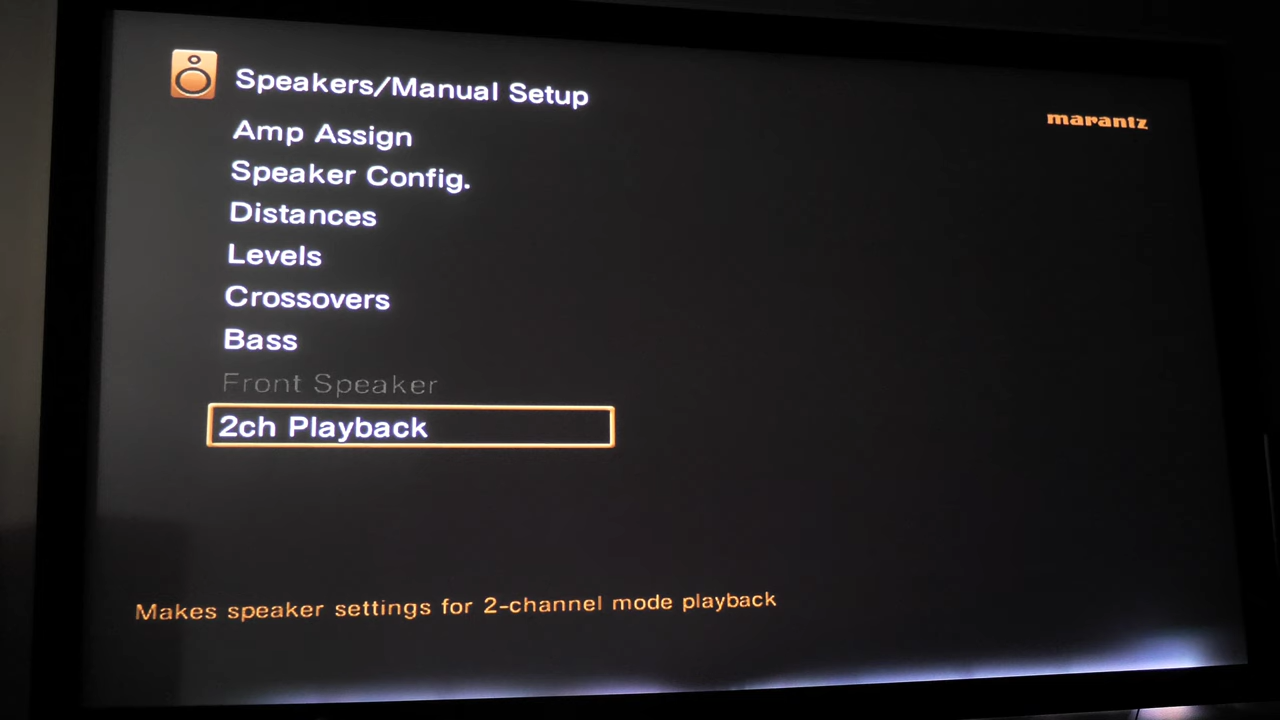 Speakers/Manual Setup
marantz
Amp Assign
Speaker Config.
Distances
Levels
Crossovers
Bass
Front Speaker
2ch Playback
Makes speaker settings for 2-channel mode playback